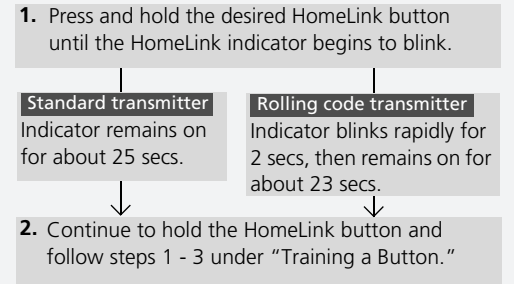 1. Press and hold the desired HomeLink button
until the HomeLink indicator begins to blink.
Standard transmitter
Indicator remains on
for about 25 secs.
Rolling code transmitter
Indicator blinks rapidly for
2 secs, then remains on for
about 23 secs.
2. Continue to hold the HomeLink button and
follow steps 1 - 3 under “Training a Button.”